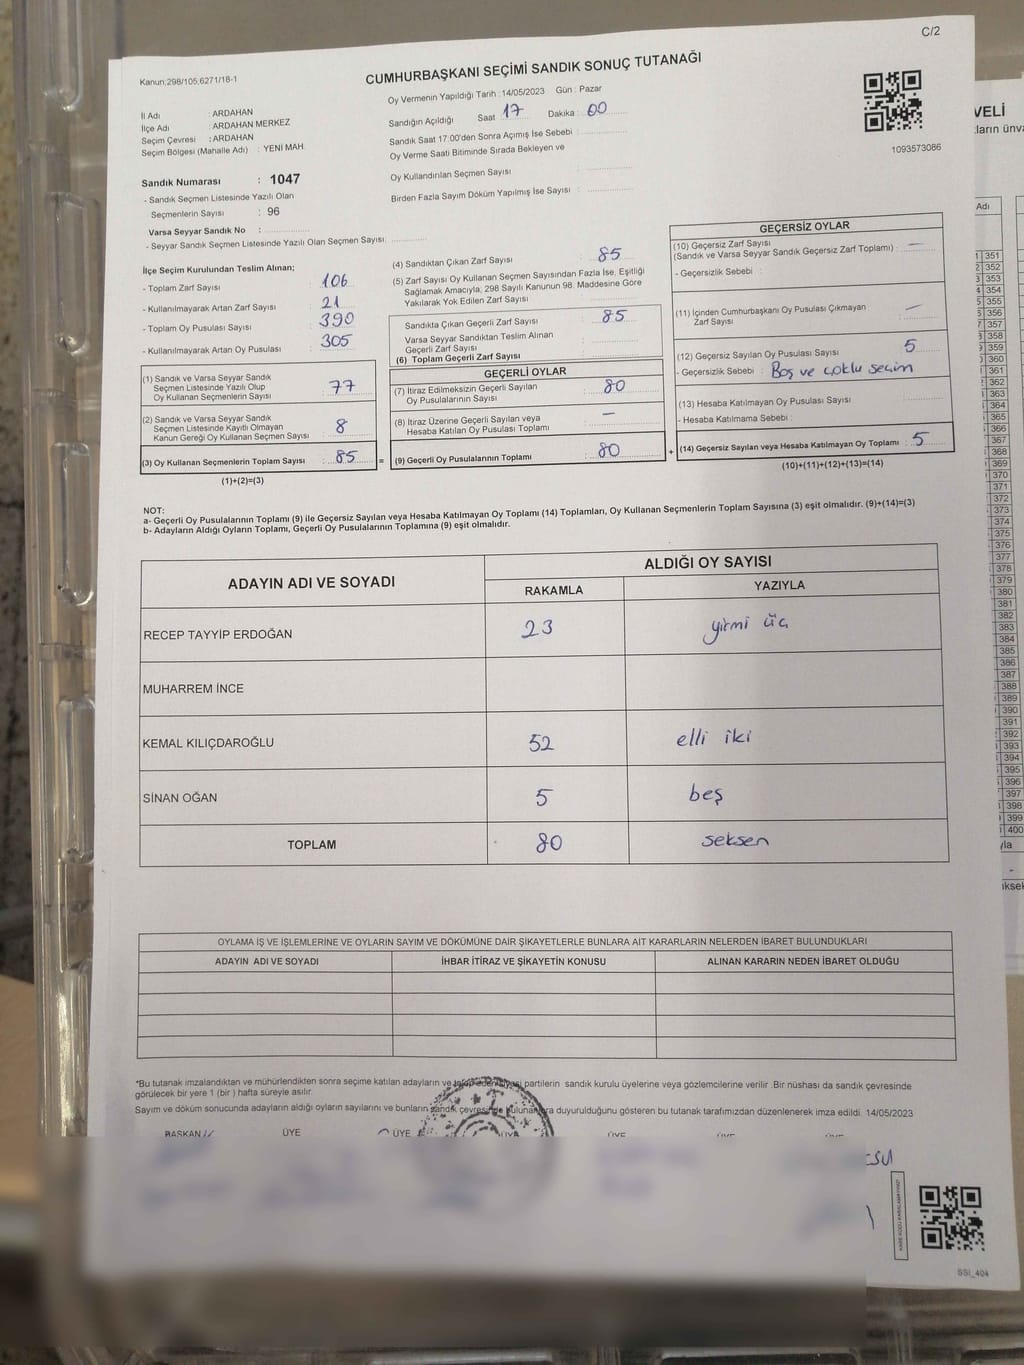 C/2
Kanun:298/105,6271/18-1
CUMHURBAŞKANI SEÇİMİ SANDIK SONUÇ TUTANAĞI
Oy Vermenin Yapıldığı Tarih :14/05/2023 Gün : Pazar
İl Adı : ARDAHAN
İlçe Adı : ARDAHAN MERKEZ
Seçim Çevresi : ARDAHAN
Seçim Bölgesi (Mahalle Adı) : YENİ MAH.
Sandığın Açıldığı Saat 17 Dakika : 00
Sandık Saat 17:00'den Sonra Açımış İse Sebebi :
Oy Verme Saati Bitiminde Sırada Bekleyen ve
Oy Kullandırılan Seçmen Sayısı :
Birden Fazla Sayım Döküm Yapılmış İse Sayısı :
1093573086
Sandık Numarası : 1047
- Sandık Seçmen Listesinde Yazılı Olan
Seçmenlerin Sayısı : 96
Varsa Seyyar Sandık No :
- Seyyar Sandık Seçmen Listesinde Yazılı Olan Seçmen Sayısı:
İlçe Seçim Kurulundan Teslim Alınan;
- Toplam Zarf Sayısı : 106
- Kullanılmayarak Artan Zarf Sayısı : 21
- Toplam Oy Pusulası Sayısı : 390
- Kullanılmayarak Artan Oy Pusulası : 305
(1) Sandık ve Varsa Seyyar Sandık
Seçmen Listesinde Yazılı Olup
Oy Kullanan Seçmenlerin Sayısı : 77
(2) Sandık ve Varsa Seyyar Sandık
Seçmen Listesinde Kayıtlı Olmayan
Kanun Gereği Oy Kullanan Seçmen Sayısı : 8
(3) Oy Kullanan Seçmenlerin Toplam Sayısı : 85 =
(1)+(2)=(3)
(4) Sandıktan Çıkan Zarf Sayısı : 85
(5) Zarf Sayısı Oy Kullanan Seçmen Sayısından Fazla İse, Eşitliği
Sağlamak Amacıyla, 298 Sayılı Kanunun 98. Maddesine Göre
Yakılarak Yok Edilen Zarf Sayısı
Sandıkta Çıkan Geçerli Zarf Sayısı : 85
Varsa Seyyar Sandıktan Teslim Alınan
Geçerli Zarf Sayısı
(6) Toplam Geçerli Zarf Sayısı
GEÇERLİ OYLAR
(7) İtiraz Edilmeksizin Geçerli Sayılan
Oy Pusulalarının Sayısı : 80
(8) İtiraz Üzerine Geçerli Sayılan veya
Hesaba Katılan Oy Pusulası Toplamı : —
(9) Geçerli Oy Pusulalarının Toplamı : 80 +
GEÇERSİZ OYLAR
(10) Geçersiz Zarf Sayısı
(Sandık ve Varsa Seyyar Sandık Geçersiz Zarf Toplamı) : —
- Geçersizlik Sebebi :
(11) İçinden Cumhurbaşkanı Oy Pusulası Çıkmayan
Zarf Sayısı : —
(12) Geçersiz Sayılan Oy Pusulası Sayısı : 5
- Geçersizlik Sebebi : Boş ve çoklu seçim
(13) Hesaba Katılmayan Oy Pusulası Sayısı
- Hesaba Katılmama Sebebi :
(14) Geçersiz Sayılan veya Hesaba Katılmayan Oy Toplamı : 5
(10)+(11)+(12)+(13)=(14)
NOT:
a- Geçerli Oy Pusulalarının Toplamı (9) ile Geçersiz Sayılan veya Hesaba Katılmayan Oy Toplamı (14) Toplamları, Oy Kullanan Seçmenlerin Toplam Sayısına (3) eşit olmalıdır. (9)+(14)=(3)
b- Adayların Aldığı Oyların Toplamı, Geçerli Oy Pusulalarının Toplamına (9) eşit olmalıdır.
ADAYIN ADI VE SOYADI
ALDIĞI OY SAYISI
RAKAMLA YAZIYLA
RECEP TAYYİP ERDOĞAN 23 yirmi üç
MUHARREM İNCE
KEMAL KILIÇDAROĞLU 52 elli iki
SİNAN OĞAN 5 beş
TOPLAM 80 seksen
OYLAMA İŞ VE İŞLEMLERİNE VE OYLARIN SAYIM VE DÖKÜMÜNE DAİR ŞİKAYETLERLE BUNLARA AİT KARARLARIN NELERDEN İBARET BULUNDUKLARI
ADAYIN ADI VE SOYADI İHBAR İTİRAZ VE ŞİKAYETİN KONUSU ALINAN KARARIN NEDEN İBARET OLDUĞU
*Bu tutanak imzalandıktan ve mühürlendikten sonra seçime katılan adayların ve talep eden siyasi partilerin sandık kurulu üyelerine veya gözlemcilerine verilir .Bir nüshası da sandık çevresinde
görülecek bir yere 1 (bir ) hafta süreyle asılır.
Sayım ve döküm sonucunda adayların aldığı oyların sayılarını ve bunların sandık çevresinde bulunanlara duyurulduğunu gösteren bu tutanak tarafımızdan düzenlenerek imza edildi. 14/05/2023
BAŞKAN ÜYE ÜYE ÜYE ÜYE ÜYE
SSI_404
VELİ
ların ünva
Adı
351
352
353
354
355
356
357
358
359
360
361
362
363
364
365
366
367
368
369
370
371
372
373
374
375
376
377
378
379
380
381
382
383
384
385
386
387
388
389
390
391
392
393
394
395
396
397
398
399
400